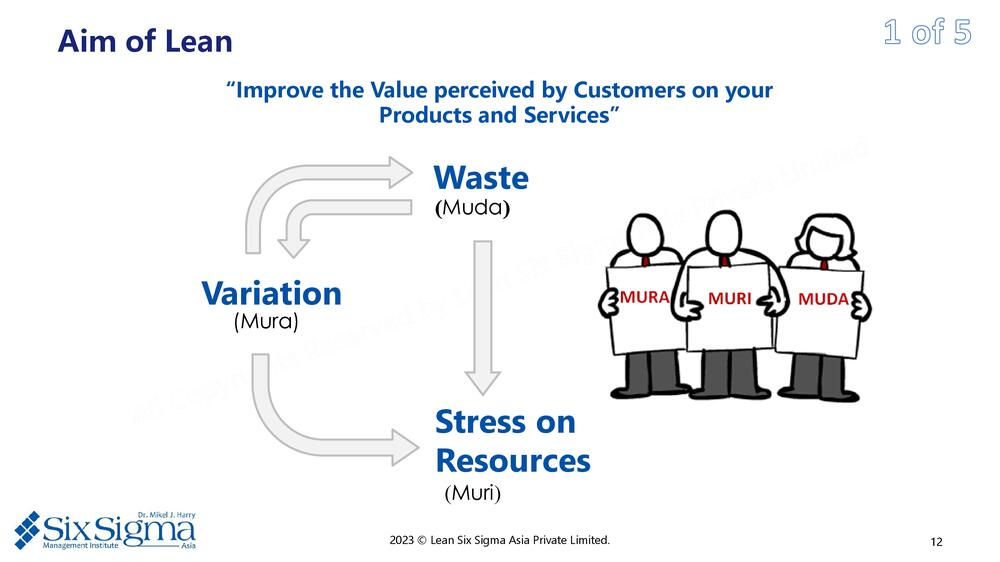 Aim of Lean
1 of 5
“Improve the Value perceived by Customers on your
Products and Services”
Waste
(Muda)
Variation
(Mura)
MURA
MURI
MUDA
Stress on
Resources
(Muri)
Dr. Mikel J. Harry
SixSigma
Management Institute Asia
2023 © Lean Six Sigma Asia Private Limited.
12